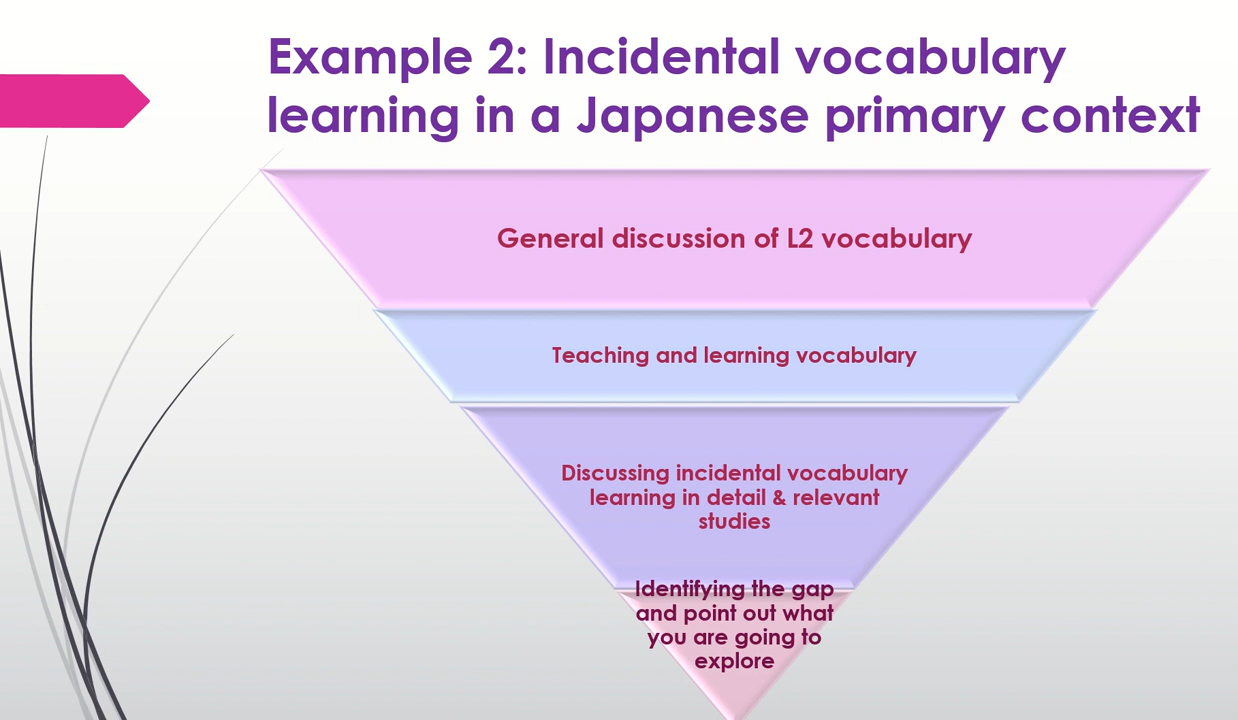 Example 2: Incidental vocabulary
learning in a Japanese primary context
General discussion of L2 vocabulary
Teaching and learning vocabulary
Discussing incidental vocabulary
learning in detail & relevant
studies
Identifying the gap
and point out what
you are going to
explore